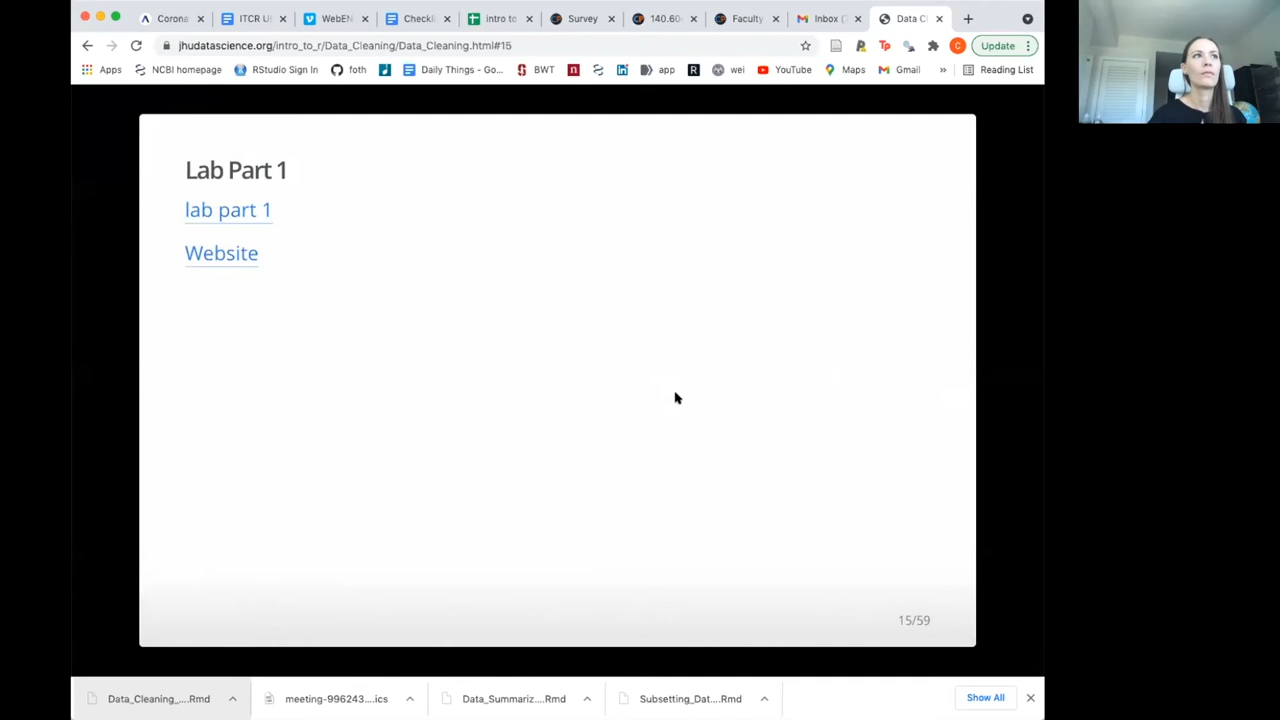 Corona ITCR U WebEN Checkli intro to Survey 140.60 Faculty Inbox ( Data C
jhudatascience.org/intro_to_r/Data_Cleaning/Data_Cleaning.html#15 Update
Apps NCBI homepage RStudio Sign In foth Daily Things - Go... BWT app wei YouTube Maps Gmail » Reading List
Lab Part 1
lab part 1
Website
15/59
Data_Cleaning_....Rmd meeting-996243....ics Data_Summariz....Rmd Subsetting_Dat....Rmd Show All